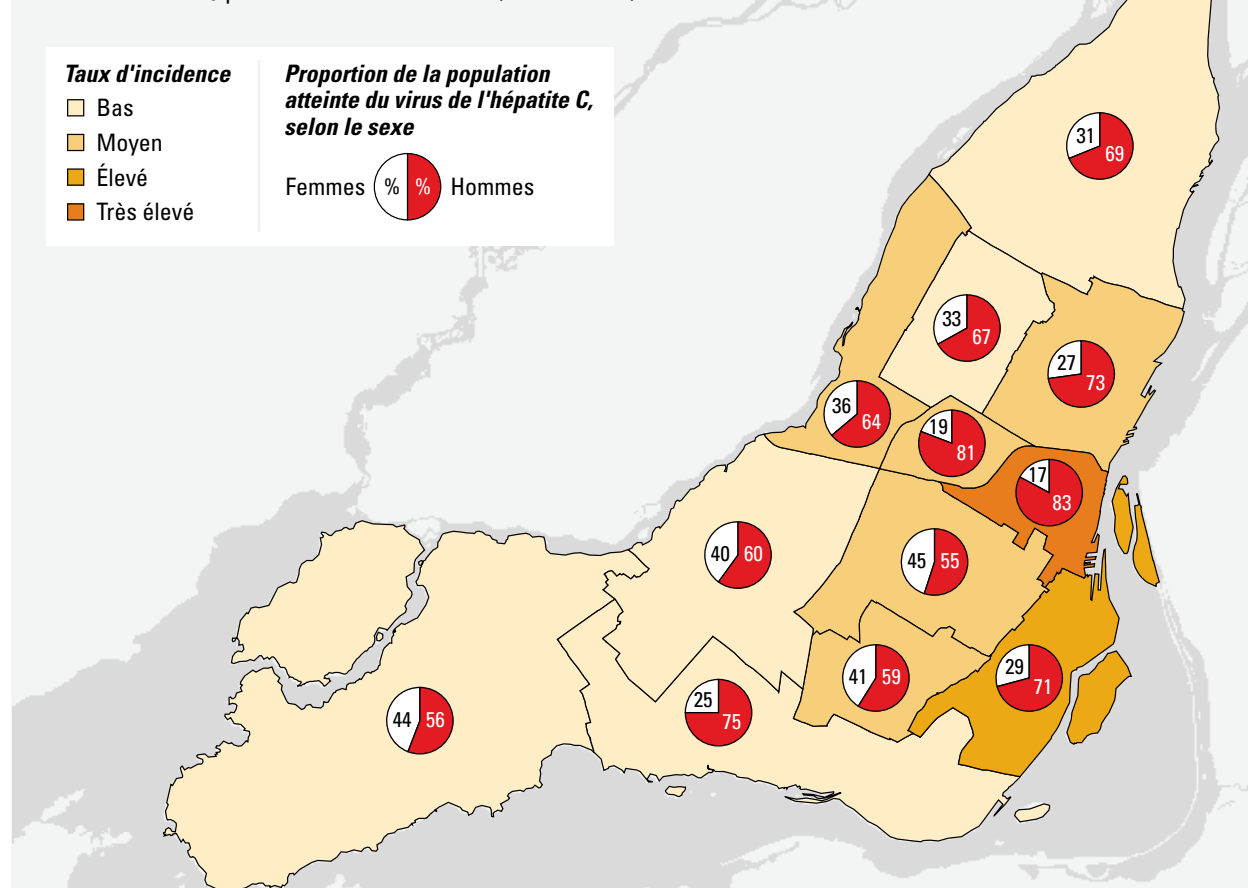 Taux d'incidence
Bas
Moyen
Élevé
Très élevé
Proportion de la population
atteinte du virus de l'hépatite C,
selon le sexe
Femmes % % Hommes
31 69
33 67
27 73
36 64
19 81
17 83
40 60
45 55
41 59
29 71
25 75
44 56